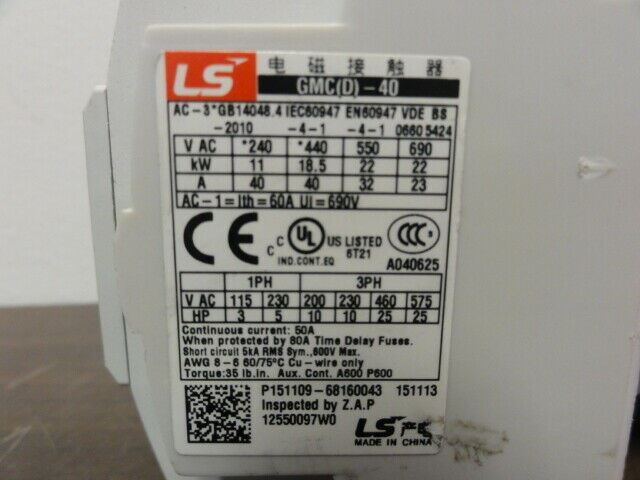 LS 电磁接触器
GMC(D)-40
AC-3*GB14048.4 IEC60947 EN60947 VDE BS
-2010 -4-1 -4-1 0660 5424
V AC *240 *440 550 690
kW 11 18.5 22 22
A 40 40 32 23
AC-1=Ith=60A Ui=690V
CE C UL US LISTED CCC
IND.CONT.EQ 6T21 A040625
1PH 3PH
V AC 115 230 200 230 460 575
HP 3 5 10 10 25 25
Continuous current: 50A
When protected by 80A Time Delay Fuses.
Short circuit 5kA RMS Sym.,600V Max.
AWG 8-6 60/75°C Cu-wire only
Torque:35 lb.in. Aux. Cont. A600 P600
P151109-68160043 151113
Inspected by Z.A.P
12550097W0 LS
MADE IN CHINA